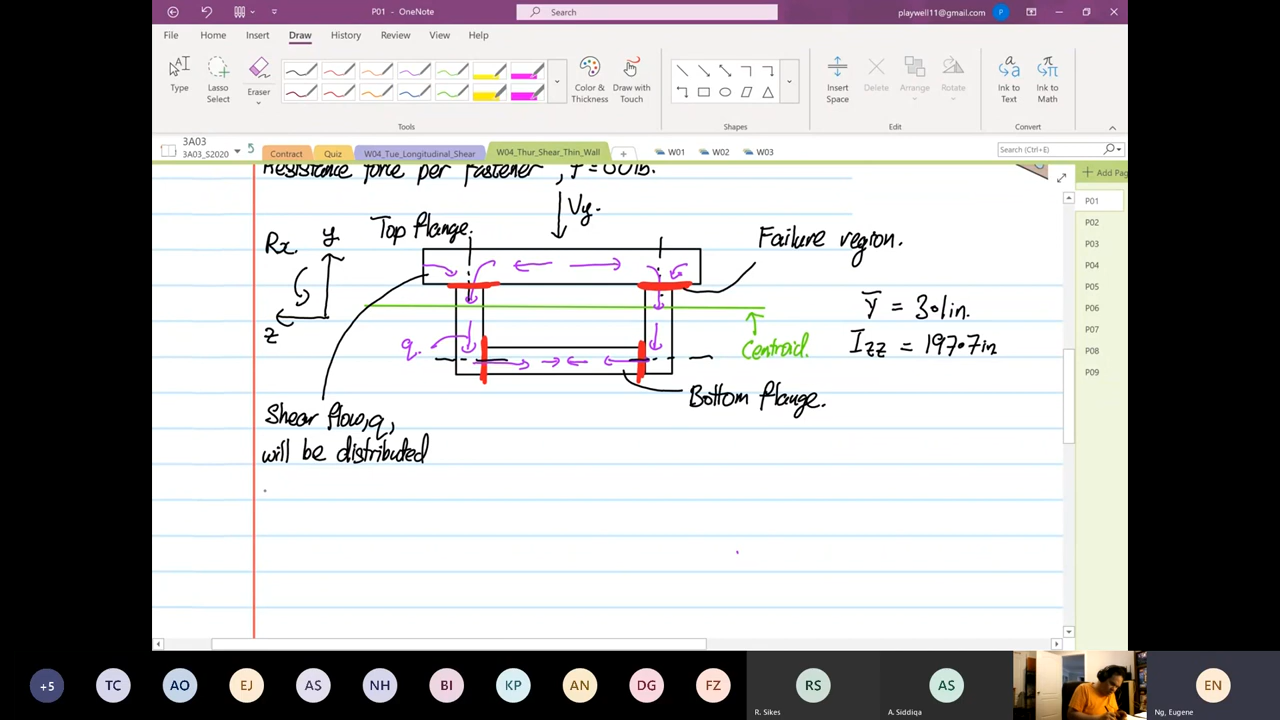 P01 - OneNote
Search
playwell11@gmail.com
P
File
Home
Insert
Draw
History
Review
View
Help
Type
Lasso
Select
Eraser
Color &
Thickness
Draw with
Touch
Insert
Space
Delete
Arrange
Rotate
Ink to
Text
Ink to
Math
Tools
Shapes
Edit
Convert
3A03
3A03_S2020
5
Contract
Quiz
W04_Tue_Longitudinal_Shear
W04_Thur_Shear_Thin_Wall
W01
W02
W03
Search (Ctrl+E)
Add Pag
P01
P02
P03
P04
P05
P06
P07
P08
P09
Resistance force per fastener,
Vy.
Top flange.
Rx.
y
z
Failure region.
Y̅ = 3.01in.
Izz = 197.7in
Centroid.
q.
Bottom flange.
Shear flow, q,
will be distributed
+5
TC
AO
EJ
AS
NH
BI
KP
AN
DG
FZ
RS
R. Sikes
AS
A. Siddiqa
EN
Ng, Eugene